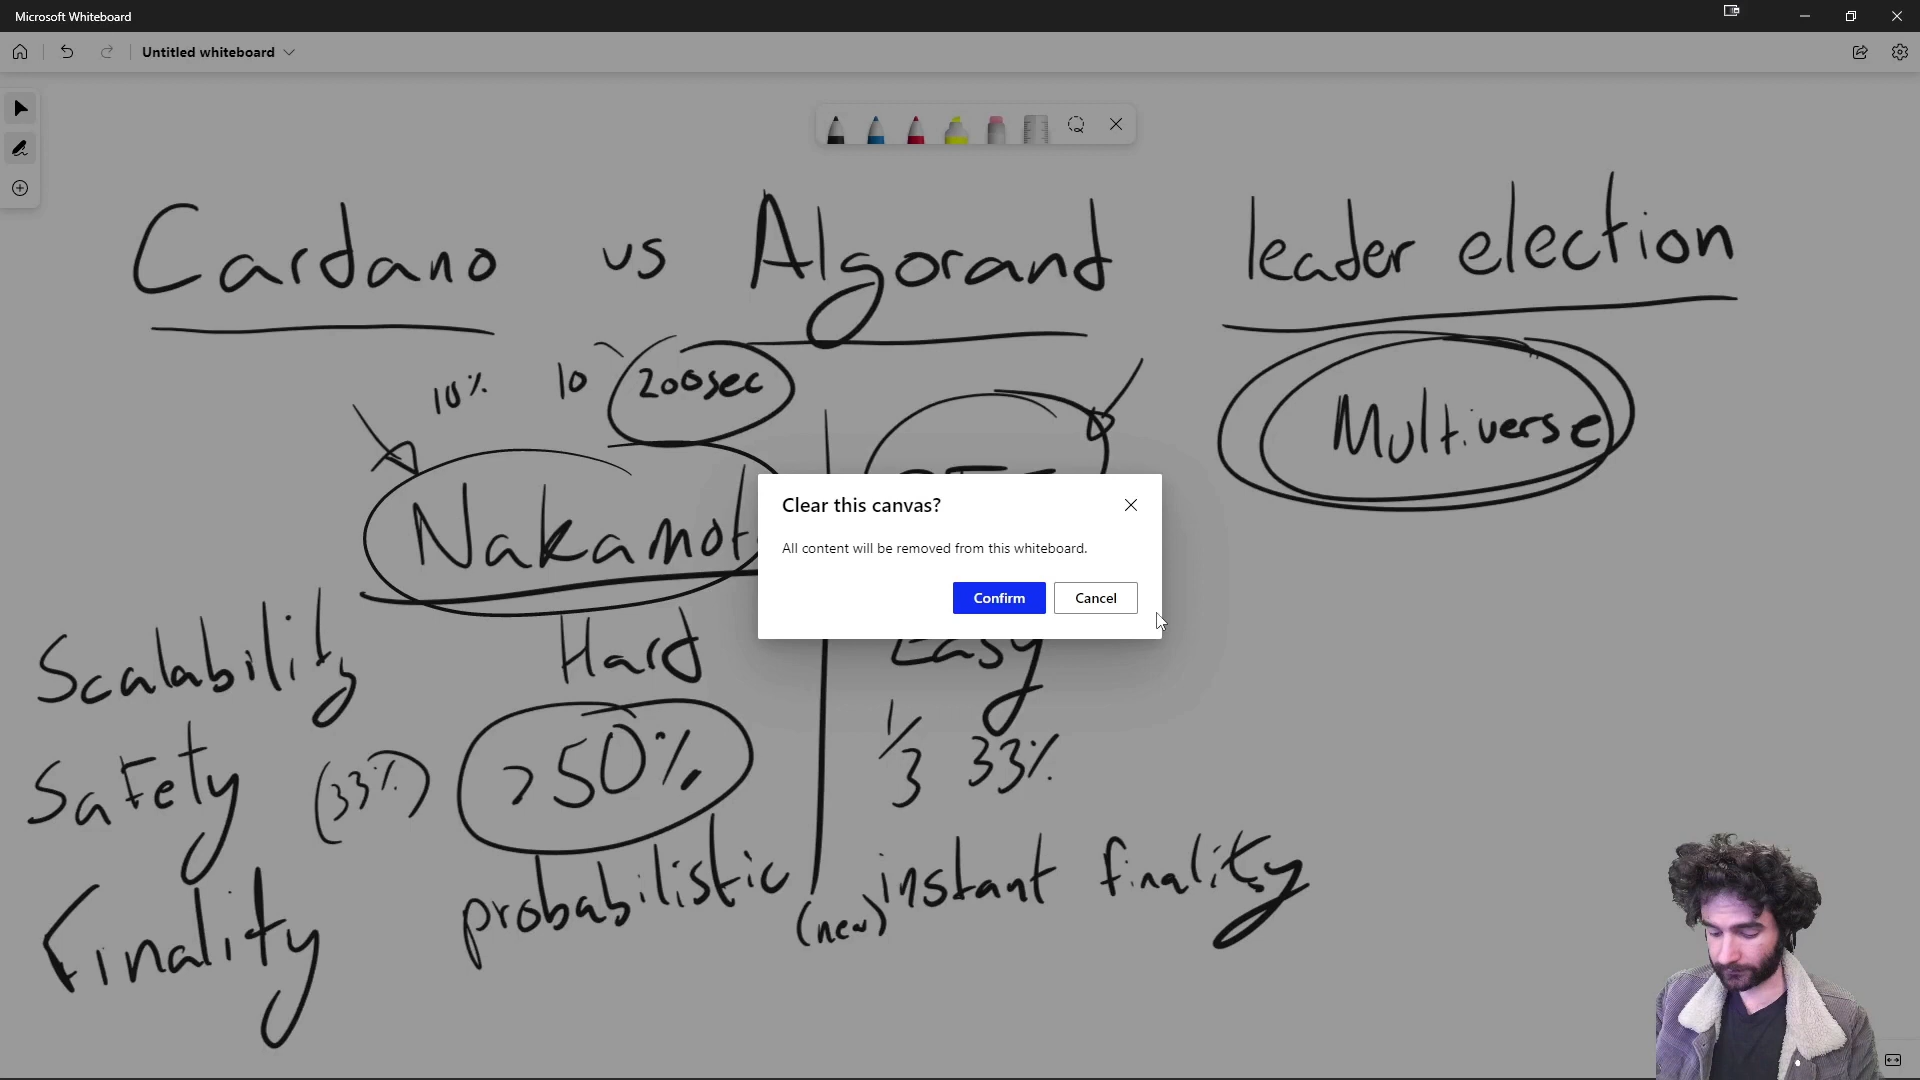 Microsoft Whiteboard
Untitled whiteboard
Cardano vs Algorand leader election
10% 10 200sec
Multiverse
Clear this canvas?
All content will be removed from this whiteboard.
Confirm Cancel
Scalability Hard Easy
Safety (33%) >50% 1/3 33%
Finality probabilistic (near) instant finality